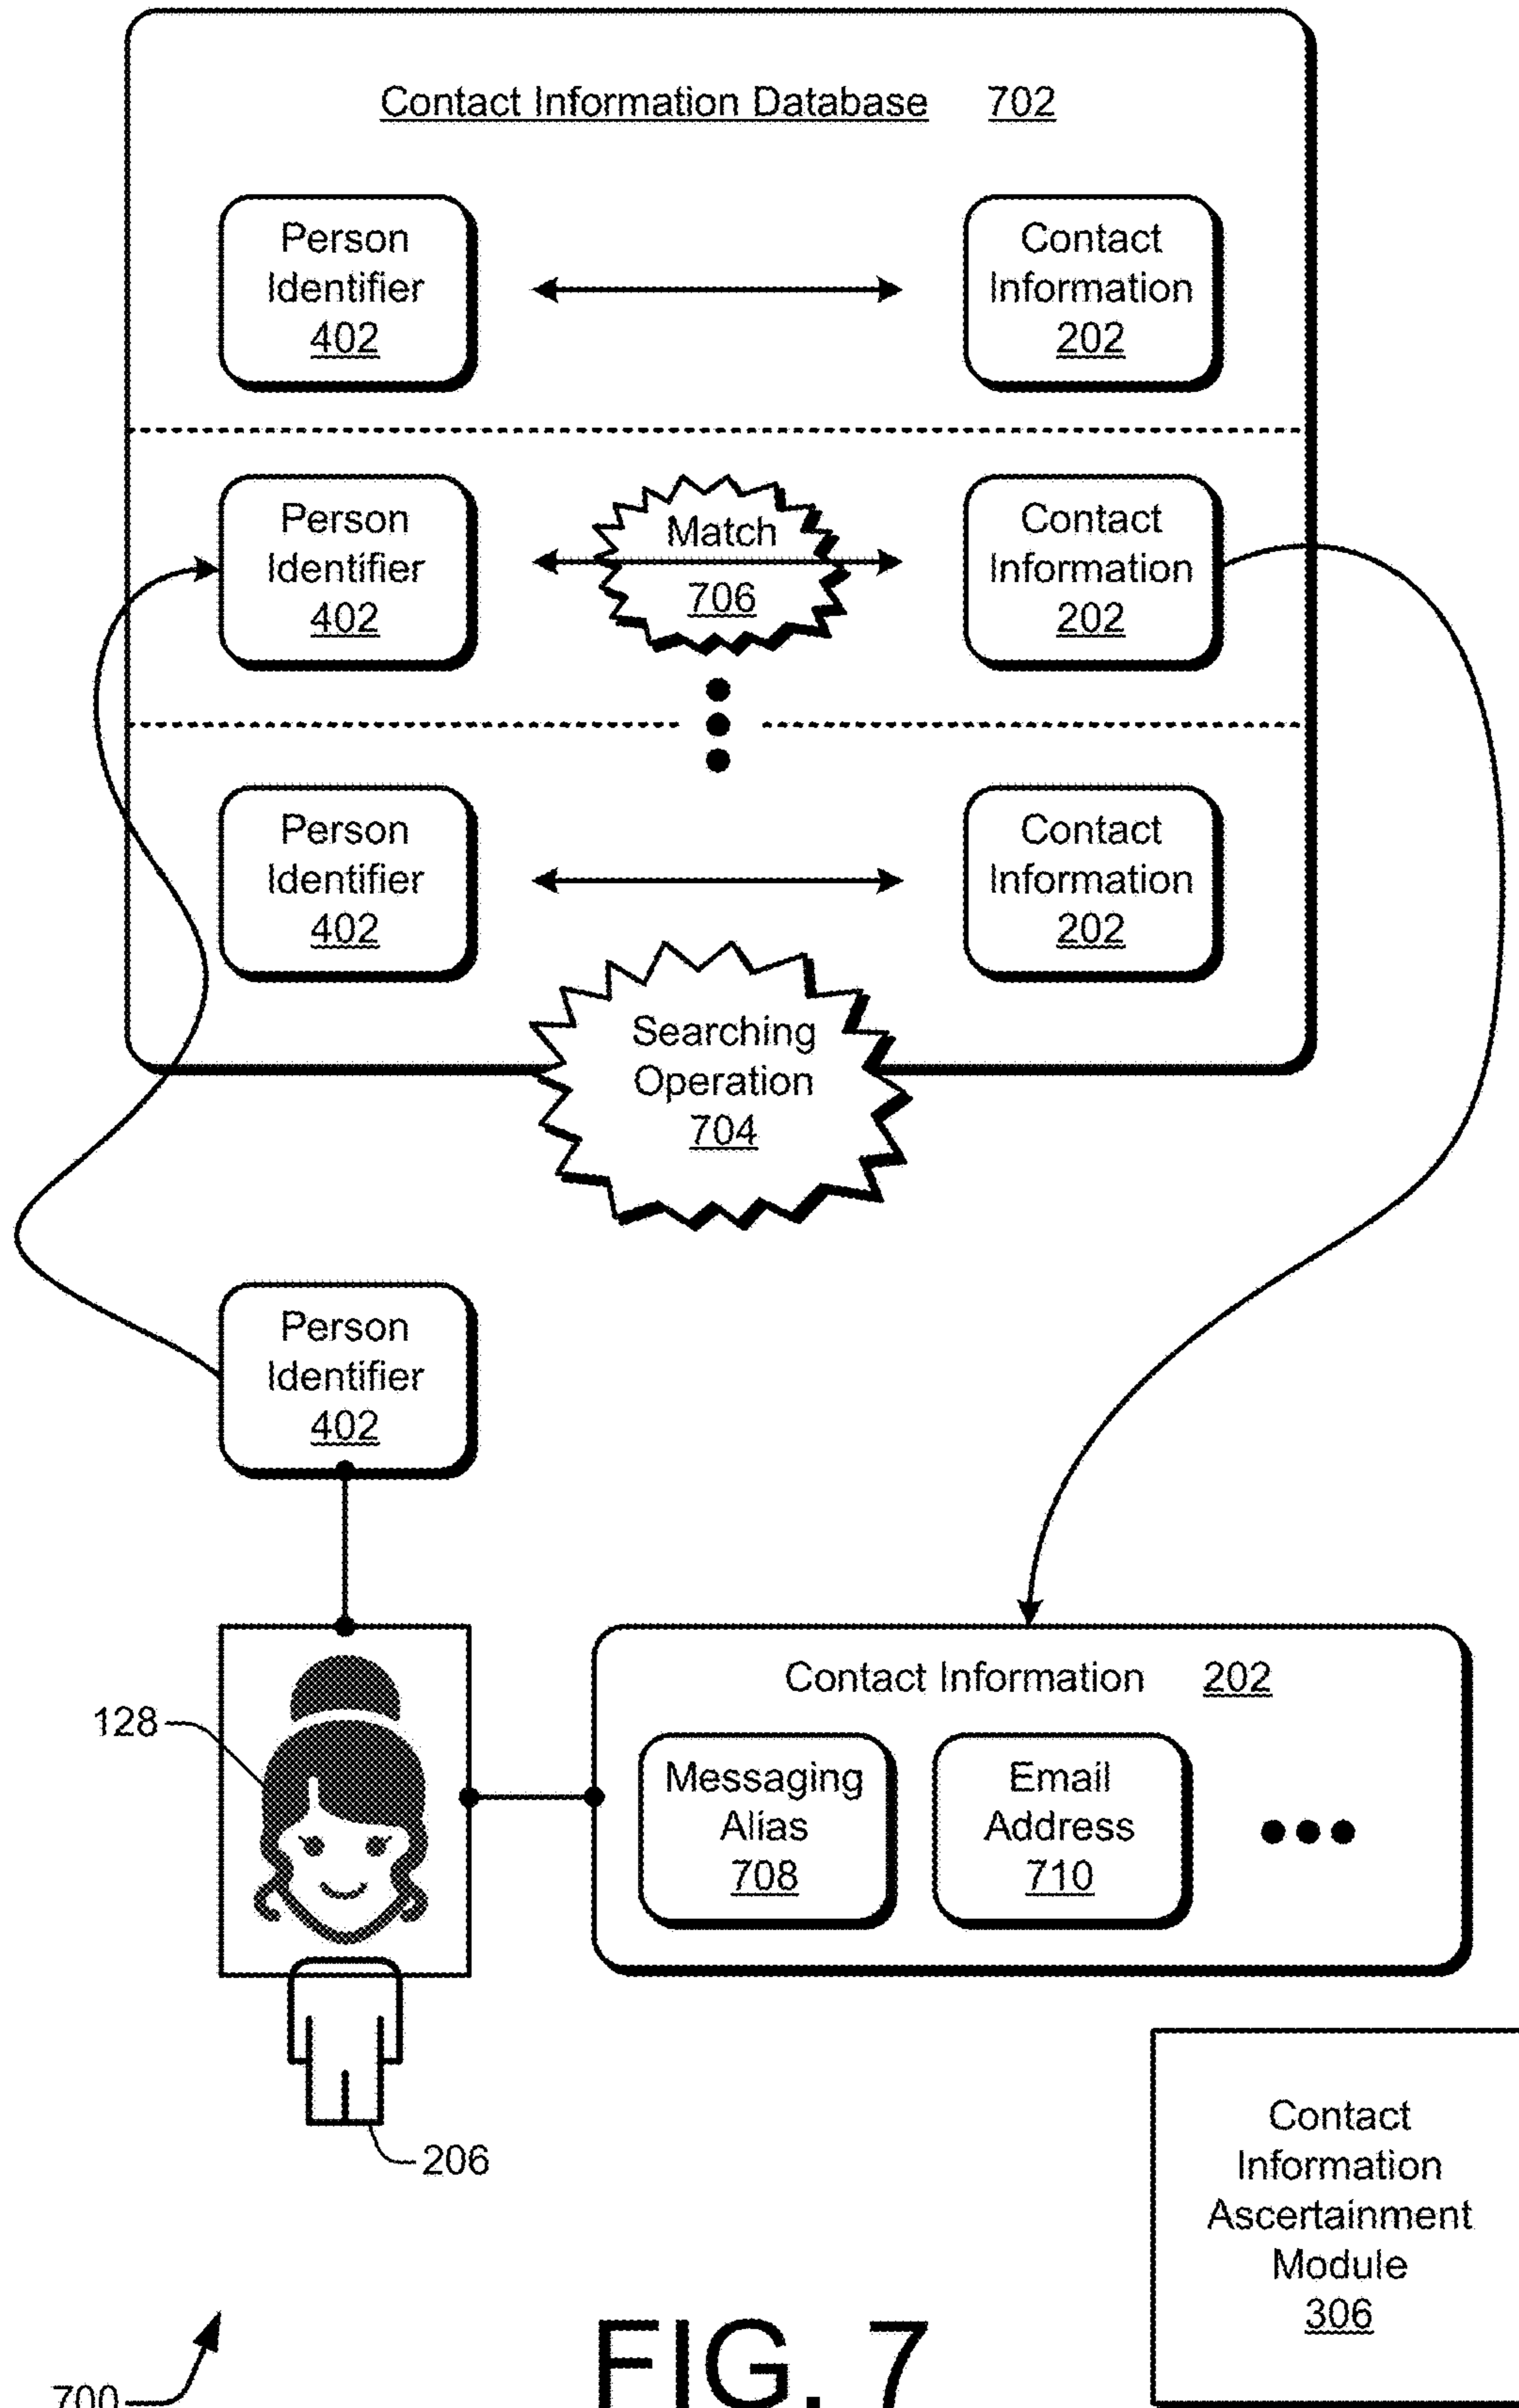 Contact Information Database 702
Person
Identifier
402
Contact
Information
202
Person
Identifier
402
Match
706
Contact
Information
202
Person
Identifier
402
Contact
Information
202
Searching
Operation
704
Person
Identifier
402
128
Contact Information 202
Messaging
Alias
708
Email
Address
710
206
Contact
Information
Ascertainment
Module
306
700
FIG. 7